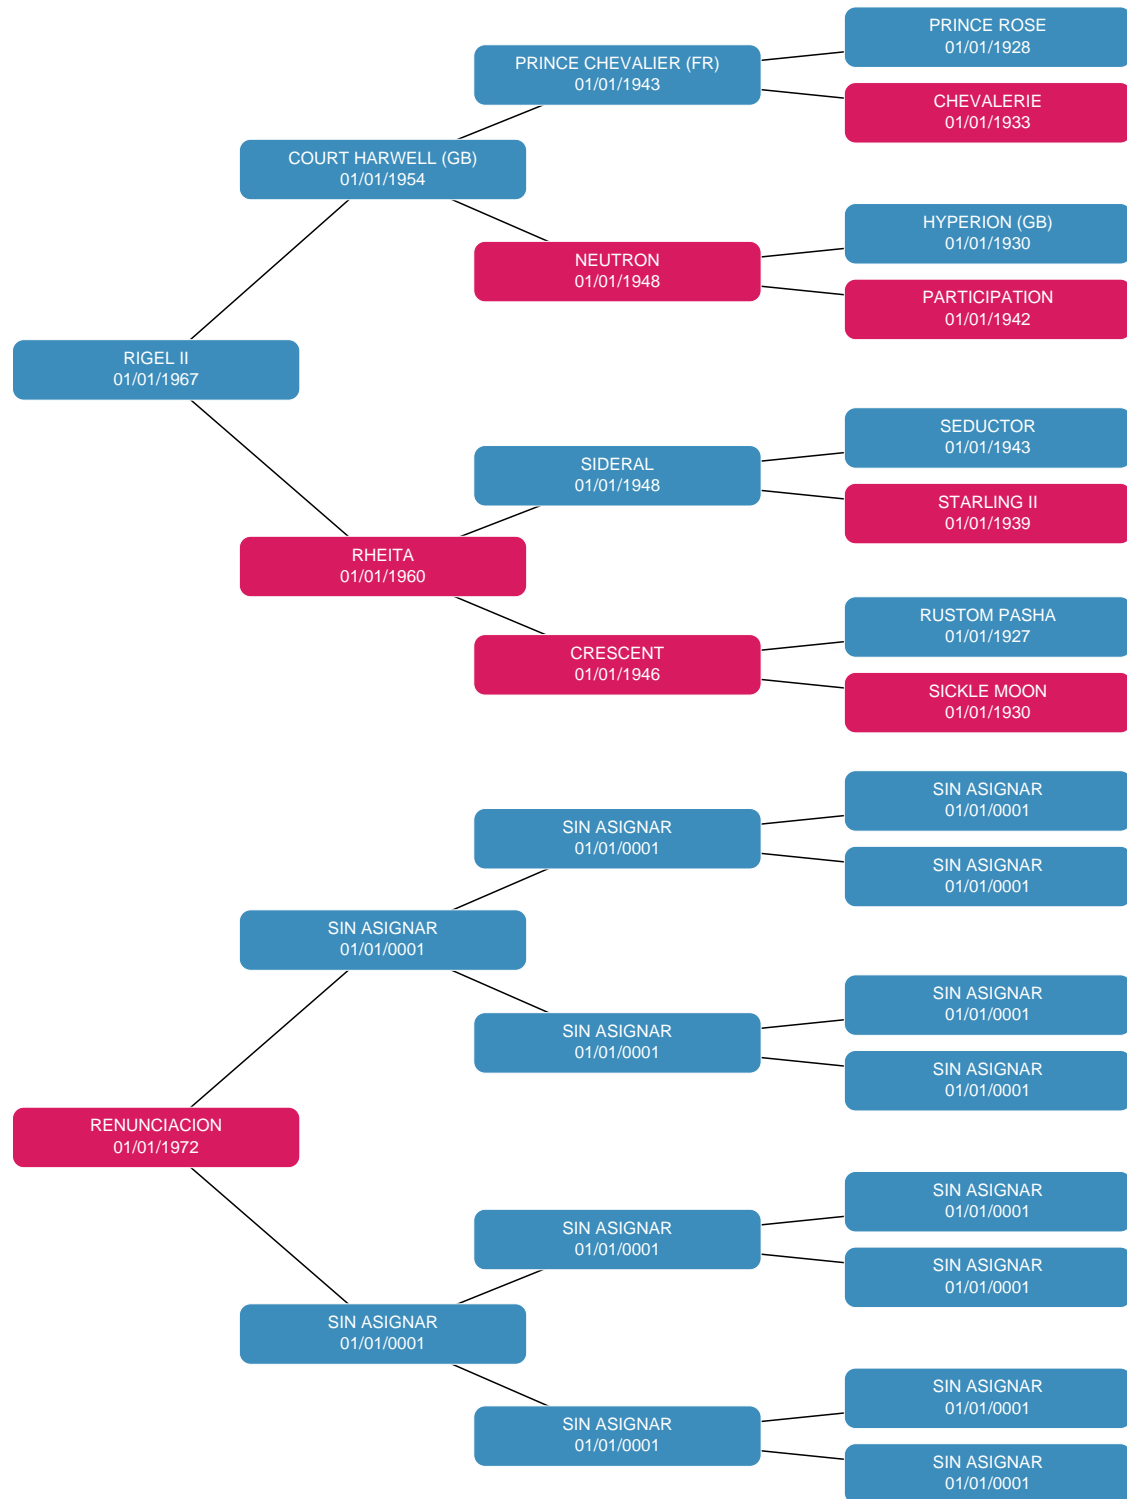 PRINCE ROSE
01/01/1928
PRINCE CHEVALIER (FR)
01/01/1943
CHEVALERIE
01/01/1933
COURT HARWELL (GB)
01/01/1954
HYPERION (GB)
01/01/1930
NEUTRON
01/01/1948
PARTICIPATION
01/01/1942
RIGEL II
01/01/1967
SEDUCTOR
01/01/1943
SIDERAL
01/01/1948
STARLING II
01/01/1939
RHEITA
01/01/1960
RUSTOM PASHA
01/01/1927
CRESCENT
01/01/1946
SICKLE MOON
01/01/1930
SIN ASIGNAR
01/01/0001
SIN ASIGNAR
01/01/0001
SIN ASIGNAR
01/01/0001
SIN ASIGNAR
01/01/0001
SIN ASIGNAR
01/01/0001
SIN ASIGNAR
01/01/0001
SIN ASIGNAR
01/01/0001
RENUNCIACION
01/01/1972
SIN ASIGNAR
01/01/0001
SIN ASIGNAR
01/01/0001
SIN ASIGNAR
01/01/0001
SIN ASIGNAR
01/01/0001
SIN ASIGNAR
01/01/0001
SIN ASIGNAR
01/01/0001
SIN ASIGNAR
01/01/0001